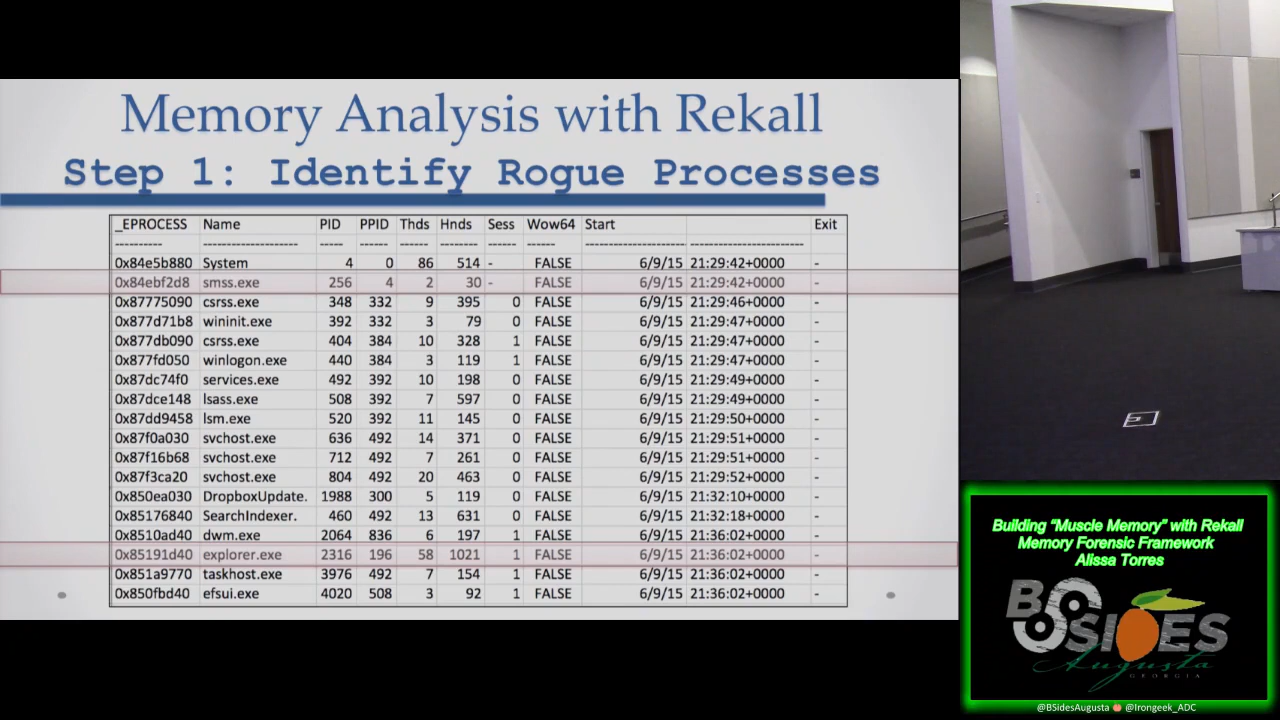 Memory Analysis with Rekall
Step 1: Identify Rogue Processes
_EPROCESS Name PID PPID Thds Hnds Sess Wow64 Start Exit
---------- -------------------- ----- ------ ------ -------- ------ ------ ------------------------ ------------------------
0x84e5b880 System 4 0 86 514 - FALSE 6/9/15 21:29:42+0000 -
0x84ebf2d8 smss.exe 256 4 2 30 - FALSE 6/9/15 21:29:42+0000 -
0x87775090 csrss.exe 348 332 9 395 0 FALSE 6/9/15 21:29:46+0000 -
0x877d71b8 wininit.exe 392 332 3 79 0 FALSE 6/9/15 21:29:47+0000 -
0x877db090 csrss.exe 404 384 10 328 1 FALSE 6/9/15 21:29:47+0000 -
0x877fd050 winlogon.exe 440 384 3 119 1 FALSE 6/9/15 21:29:47+0000 -
0x87dc74f0 services.exe 492 392 10 198 0 FALSE 6/9/15 21:29:49+0000 -
0x87dce148 lsass.exe 508 392 7 597 0 FALSE 6/9/15 21:29:49+0000 -
0x87dd9458 lsm.exe 520 392 11 145 0 FALSE 6/9/15 21:29:50+0000 -
0x87f0a030 svchost.exe 636 492 14 371 0 FALSE 6/9/15 21:29:51+0000 -
0x87f16b68 svchost.exe 712 492 7 261 0 FALSE 6/9/15 21:29:51+0000 -
0x87f3ca20 svchost.exe 804 492 20 463 0 FALSE 6/9/15 21:29:52+0000 -
0x850ea030 DropboxUpdate. 1988 300 5 119 0 FALSE 6/9/15 21:32:10+0000 -
0x85176840 SearchIndexer. 460 492 13 631 0 FALSE 6/9/15 21:32:18+0000 -
0x8510ad40 dwm.exe 2064 836 6 197 1 FALSE 6/9/15 21:36:02+0000 -
0x85191d40 explorer.exe 2316 196 58 1021 1 FALSE 6/9/15 21:36:02+0000 -
0x851a9770 taskhost.exe 3976 492 7 154 1 FALSE 6/9/15 21:36:02+0000 -
0x850fbd40 efsui.exe 4020 508 3 92 1 FALSE 6/9/15 21:36:02+0000 -
Building "Muscle Memory" with Rekall
Memory Forensic Framework
Alissa Torres
BSIDES
Augusta
GEORGIA
@BSidesAugusta @Irongeek_ADC